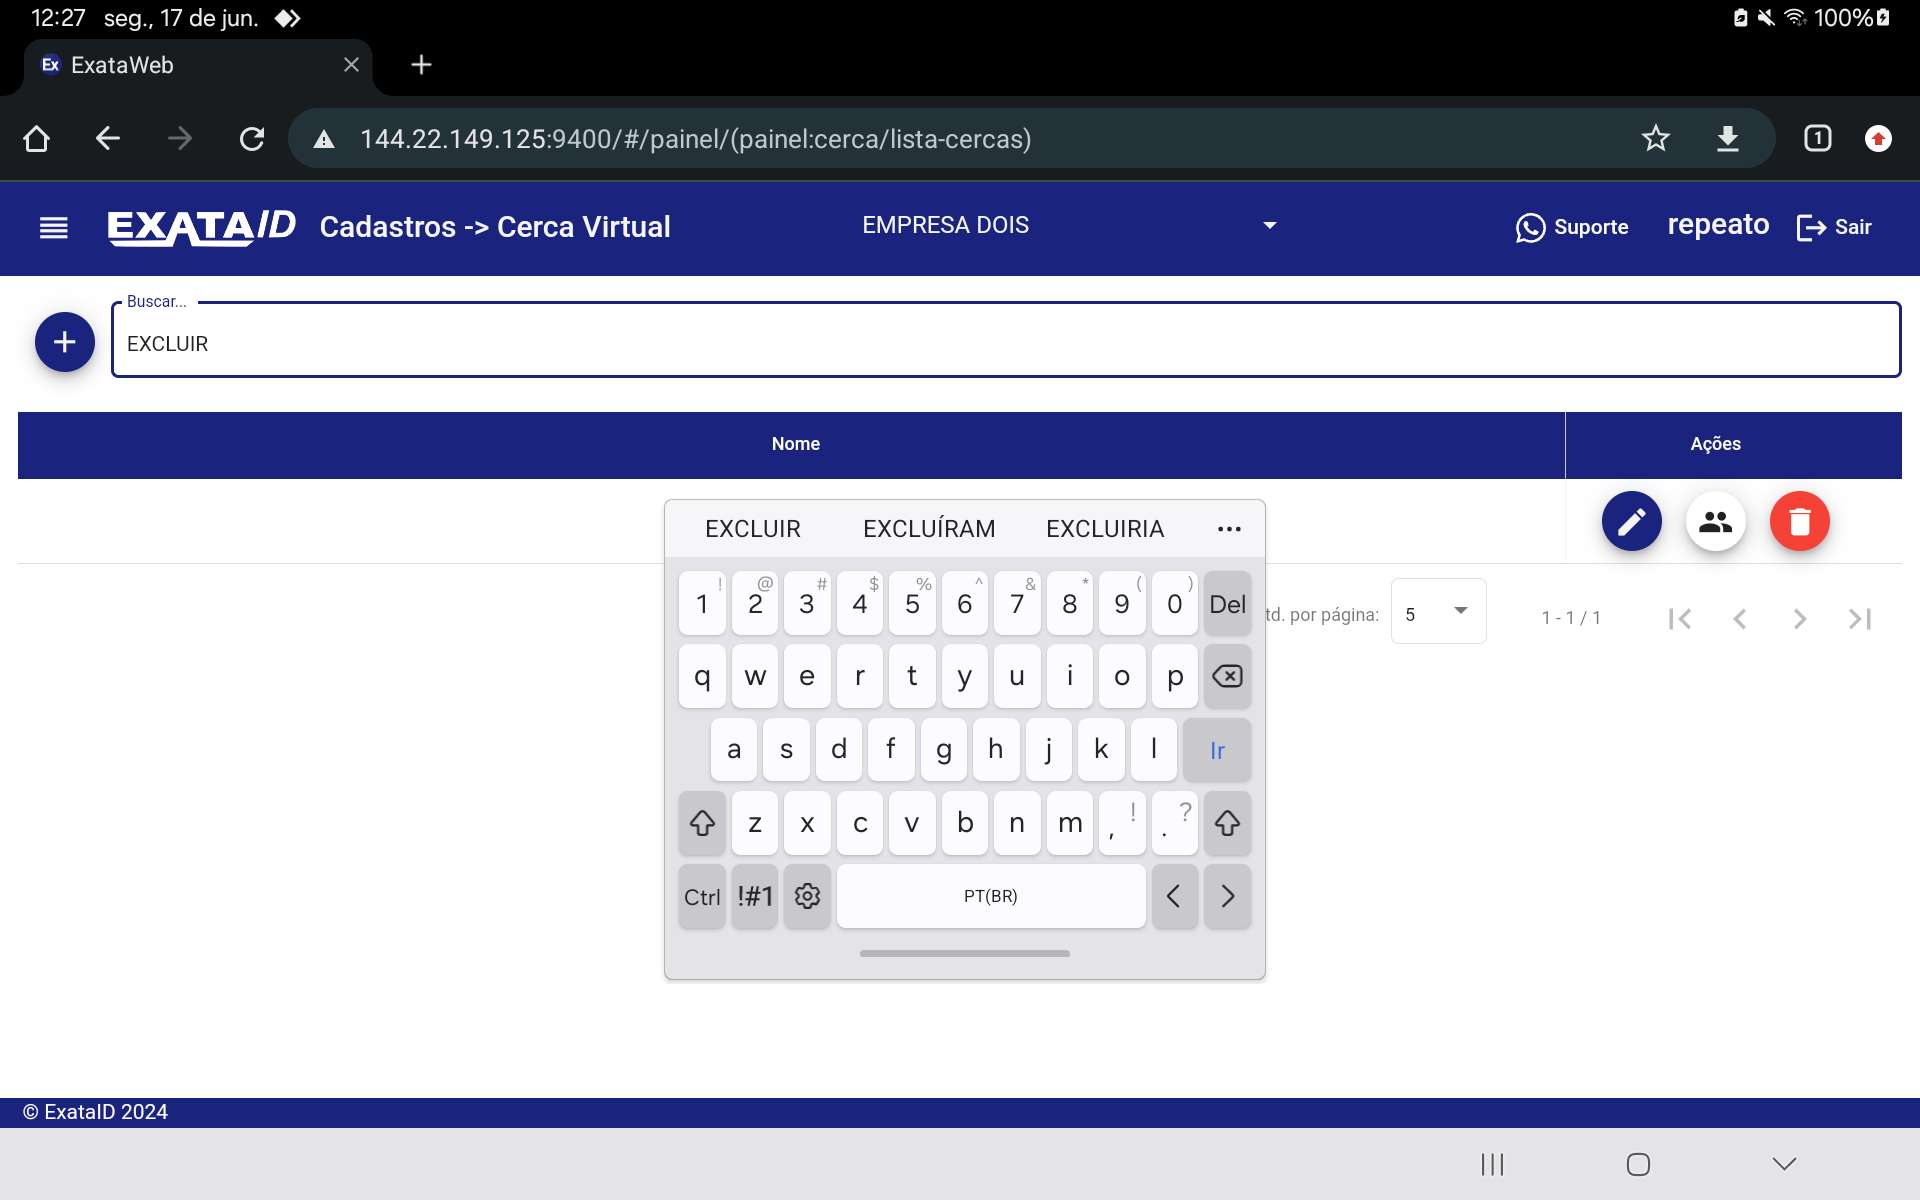 12:27 seg., 17 de jun. 100%
Ex ExataWeb
144.22.149.125:9400/#/painel/(painel:cerca/lista-cercas) 1
EXATAID Cadastros -> Cerca Virtual EMPRESA DOIS Suporte repeato Sair
Buscar...
EXCLUIR
Nome Ações
EXCLUIR EXCLUÍRAM EXCLUIRIA ...
! @ # $ % ^ & * ( )
1 2 3 4 5 6 7 8 9 0 Del
td. por página: 5 1 - 1 / 1
q w e r t y u i o p
a s d f g h j k l Ir
z x c v b n m , ! . ?
Ctrl !#1 PT(BR) < >
© ExataID 2024